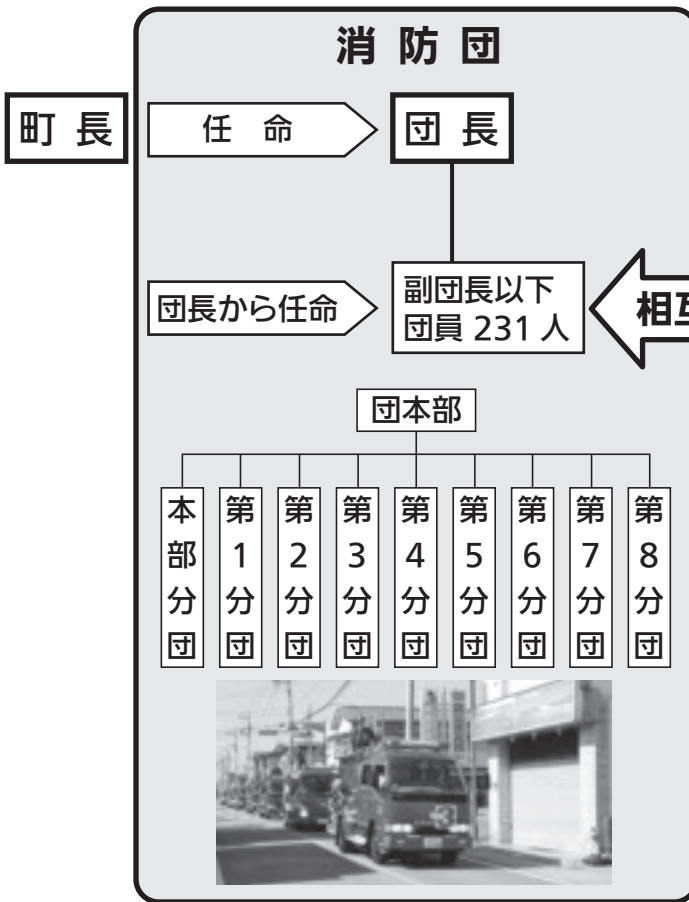 消防団
町長
任命
団長
団長から任命
副団長以下
団員 231 人
相互
団本部
本部分団
第1分団
第2分団
第3分団
第4分団
第5分団
第6分団
第7分団
第8分団